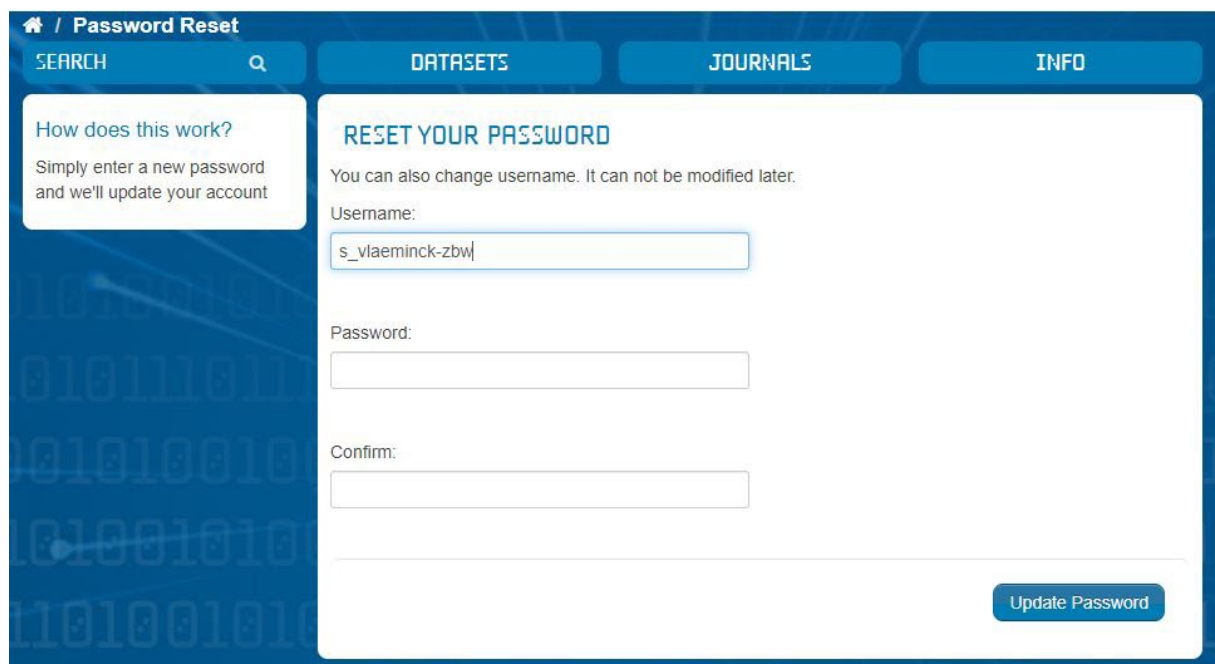 / Password Reset
SEARCH
DATASETS
JOURNALS
INFO
How does this work?
Simply enter a new password
and we'll update your account
RESET YOUR PASSWORD
You can also change username. It can not be modified later.
Username:
s_vlaeminck-zbw
Password:
Confirm:
Update Password